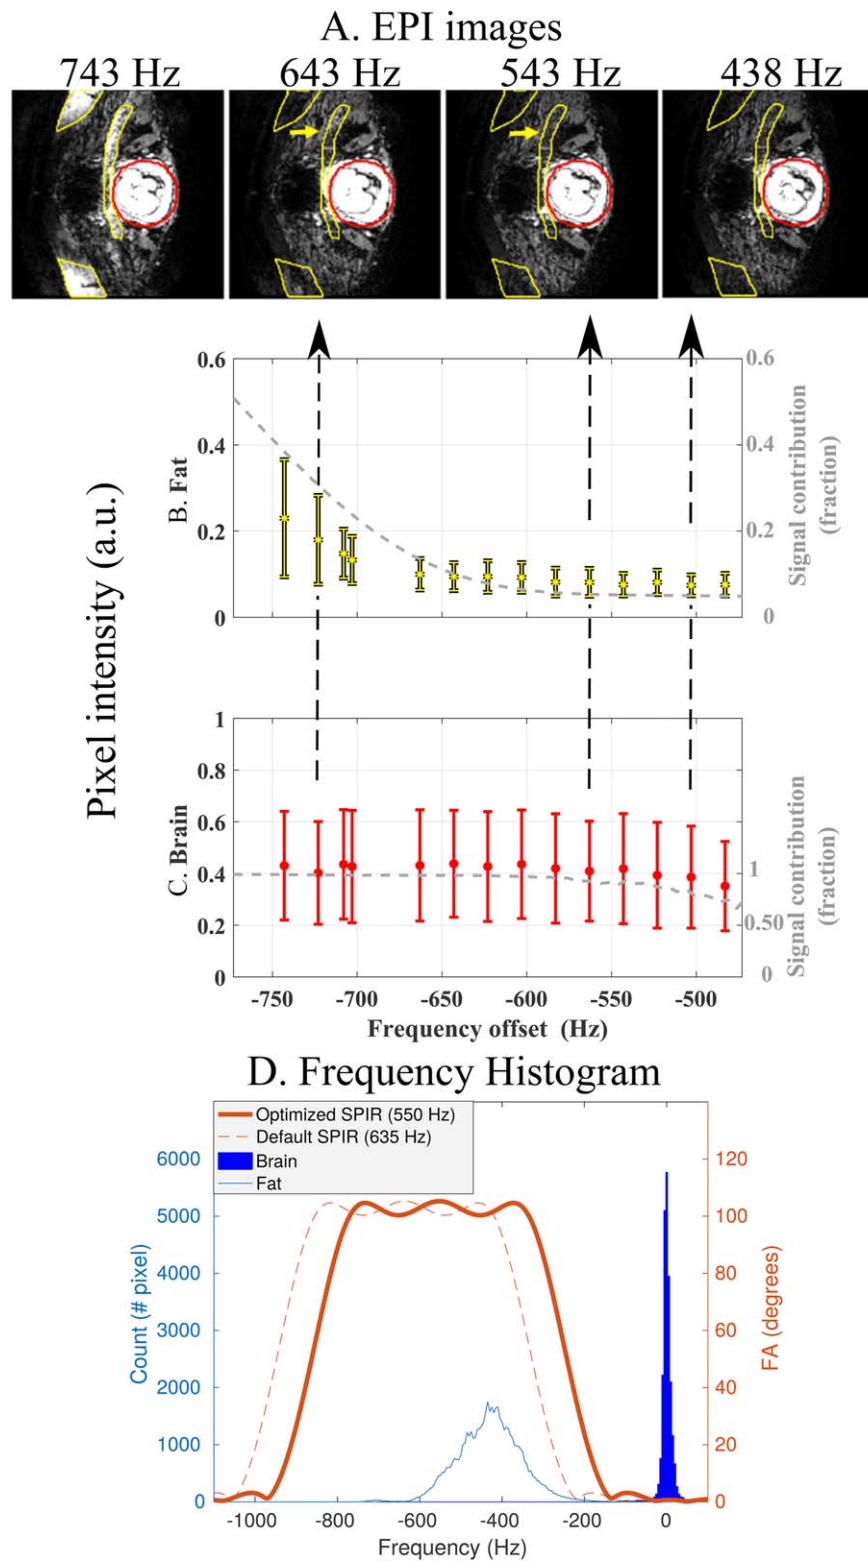 A. EPI images
743 Hz 643 Hz 543 Hz 438 Hz
Pixel intensity (a.u.)
B. Fat
0.6
0.4
0.2
0
0.6
0.4
0.2
0
Signal contribution
(fraction)
C. Brain
1
0.8
0.6
0.4
0.2
0
1
0.50
0
Signal contribution
(fraction)
-750 -700 -650 -600 -550 -500
Frequency offset (Hz)
D. Frequency Histogram
Optimized SPIR (550 Hz)
Default SPIR (635 Hz)
Brain
Fat
Count (# pixel)
6000
5000
4000
3000
2000
1000
0
120
100
80
60
40
20
0
FA (degrees)
-1000 -800 -600 -400 -200 0
Frequency (Hz)